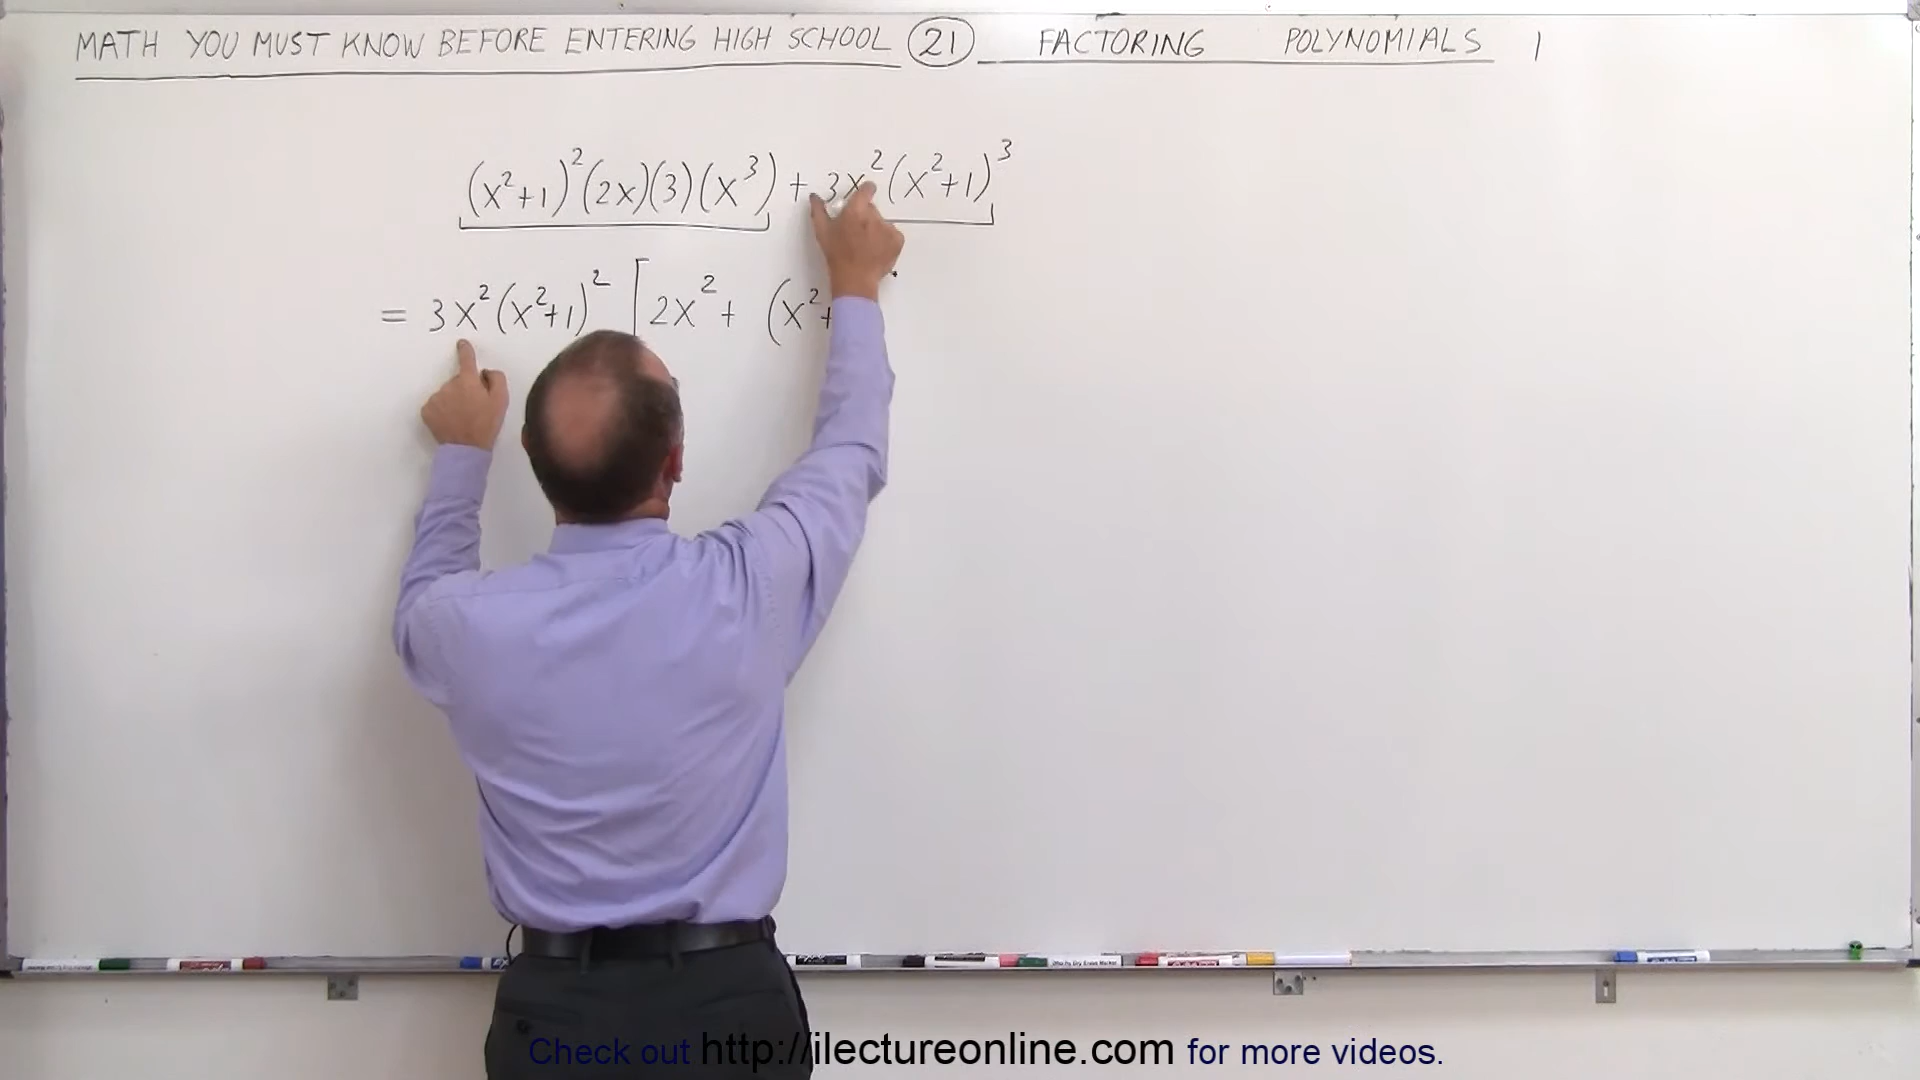 MATH YOU MUST KNOW BEFORE ENTERING HIGH SCHOOL 21 FACTORING POLYNOMIALS 1
(x²+1)²(2x)(3)(x³) + 3x²(x²+1)³
= 3x²(x²+1)² [2x² + (x²+
Check out http://ilectureonline.com for more videos.